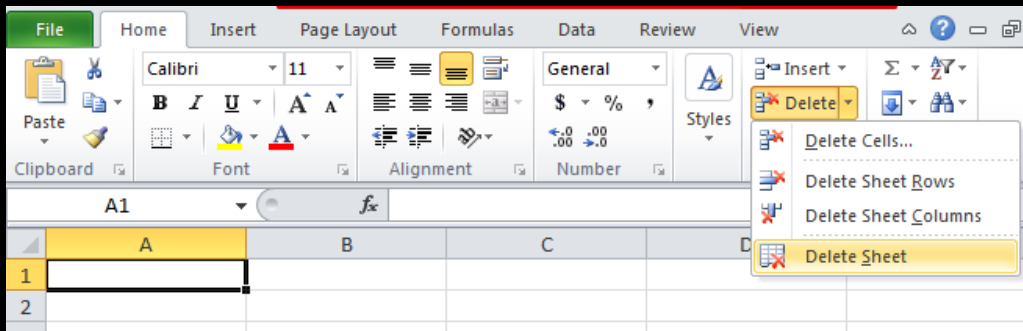 File Home Insert Page Layout Formulas Data Review View
Calibri 11 General Insert Σ
B I U A A $ % , Delete
Paste Styles
A .0 .00 .00 .0
Clipboard Font Alignment Number
Delete Cells...
Delete Sheet Rows
Delete Sheet Columns
Delete Sheet
A1 fx
A B C D
1
2